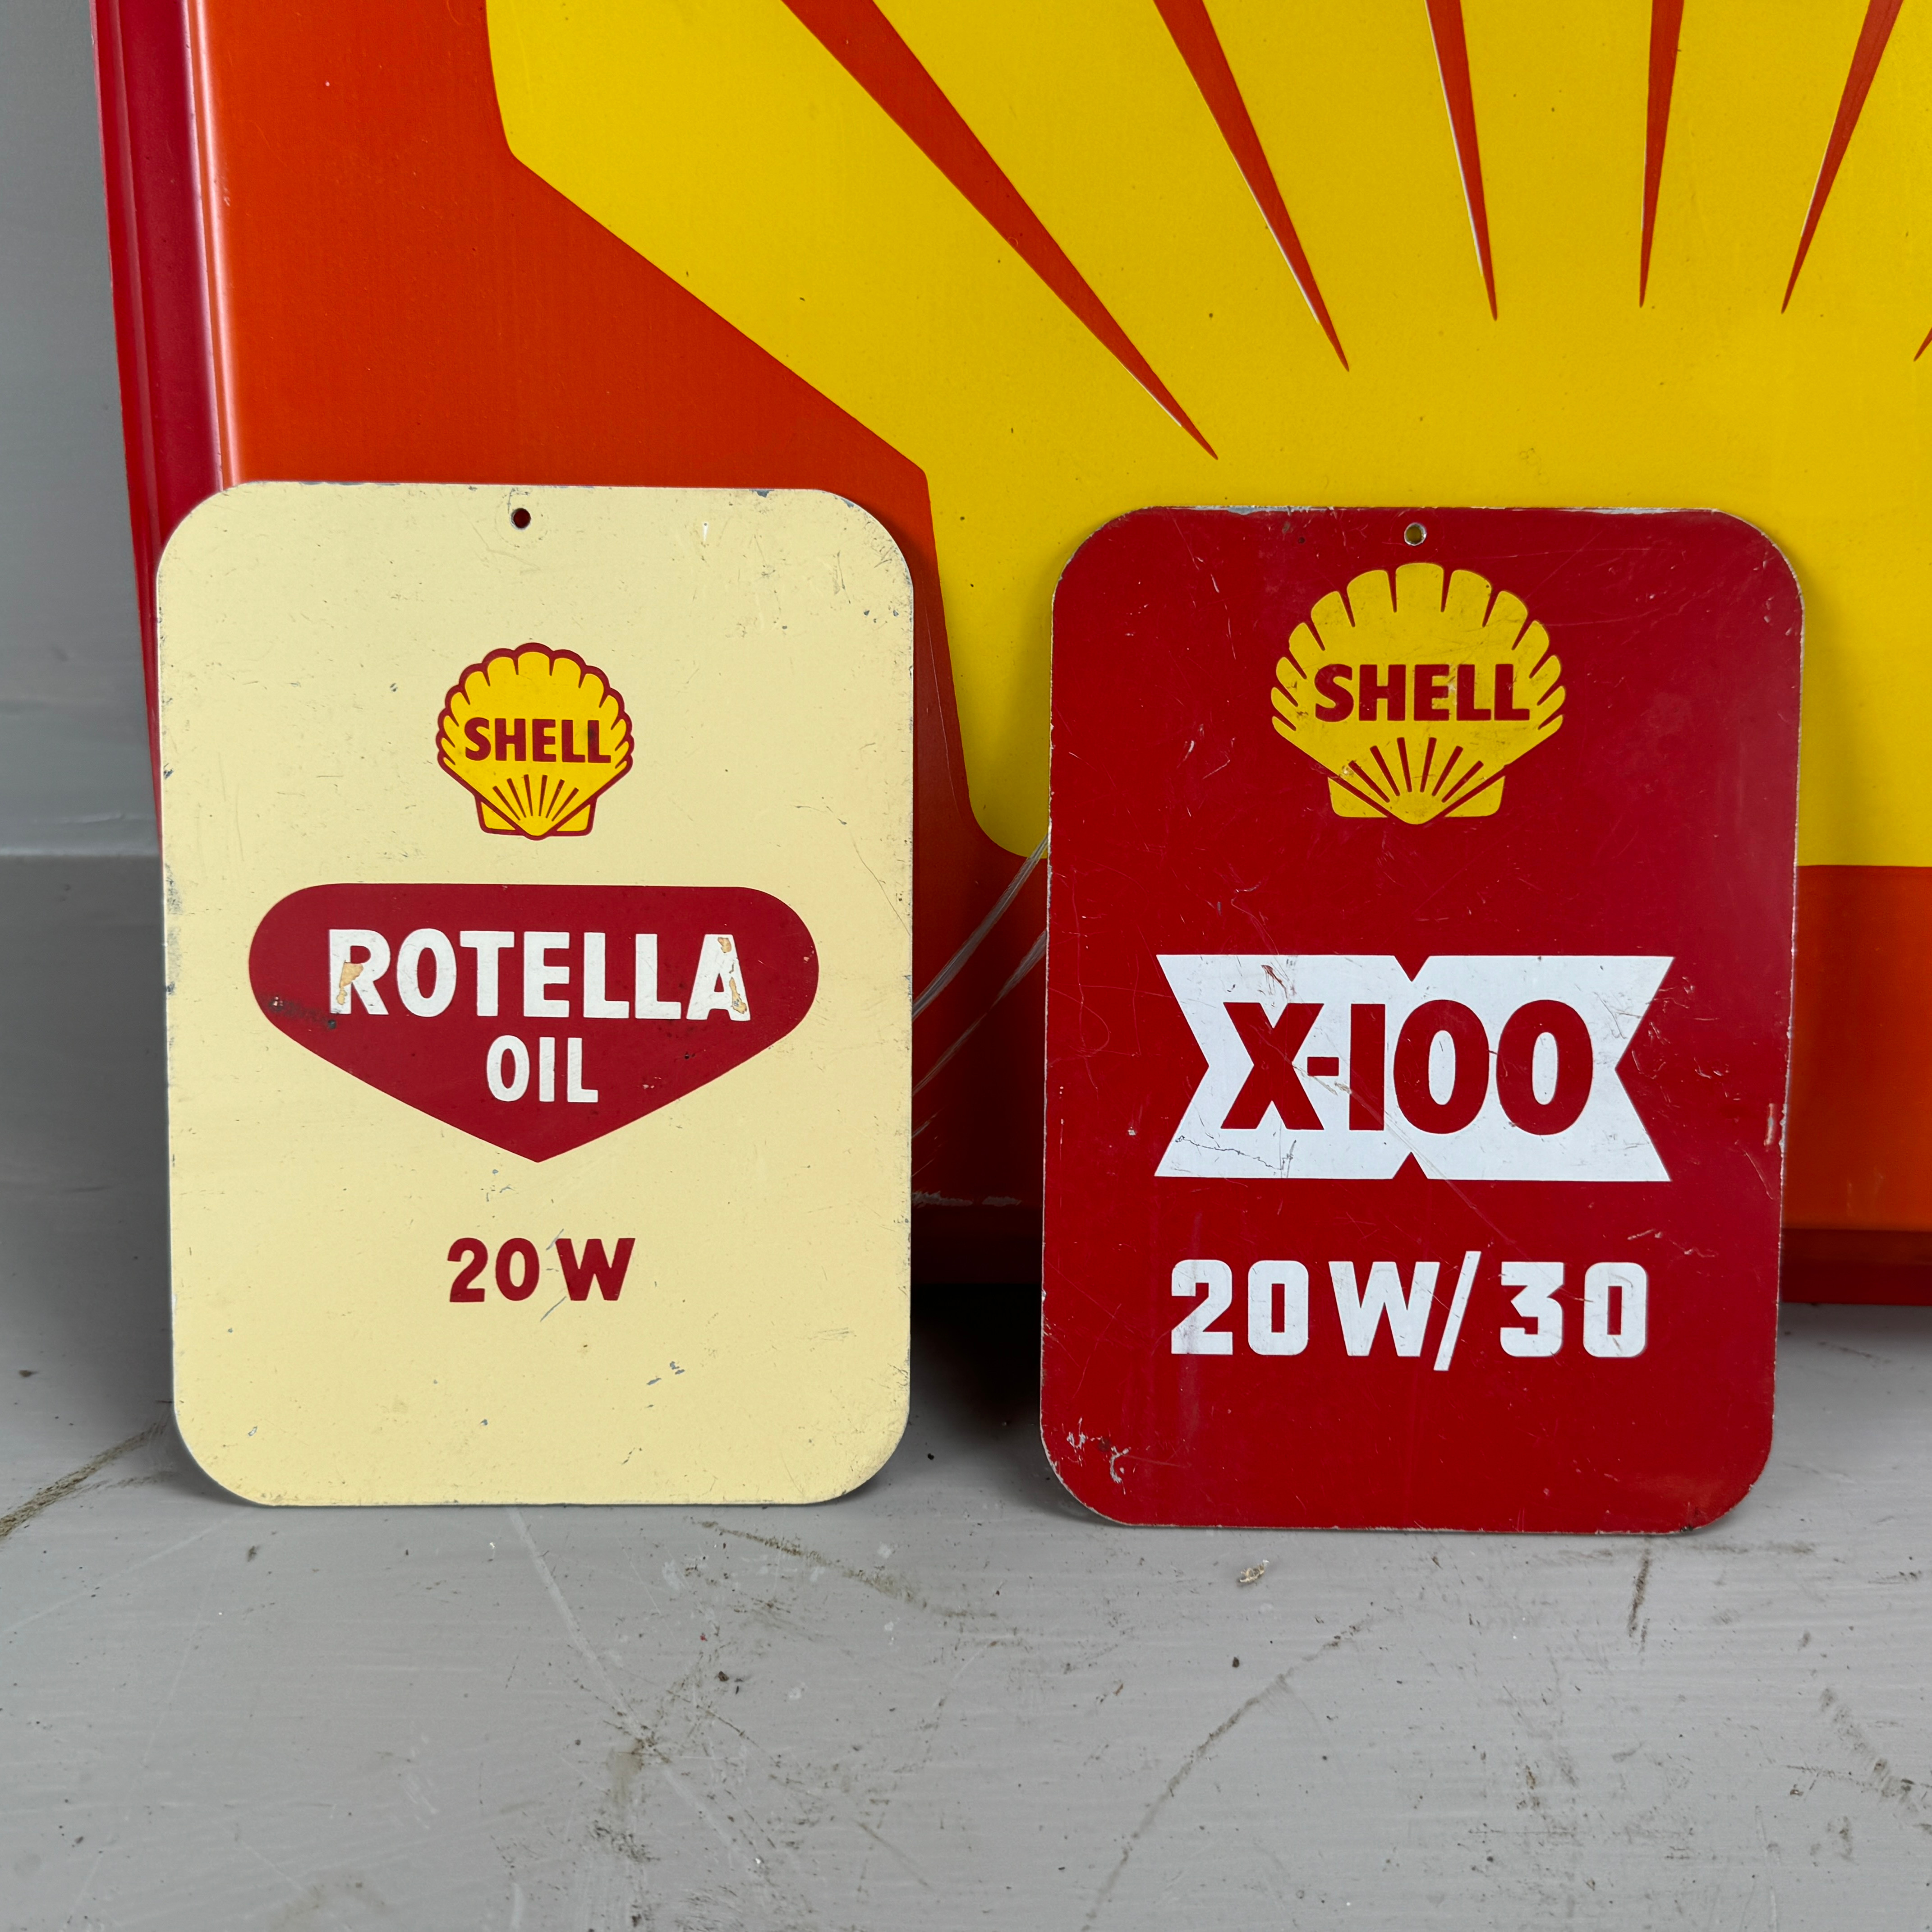 SHELL
ROTELLA
OIL
20W
SHELL
X-100
20W/30